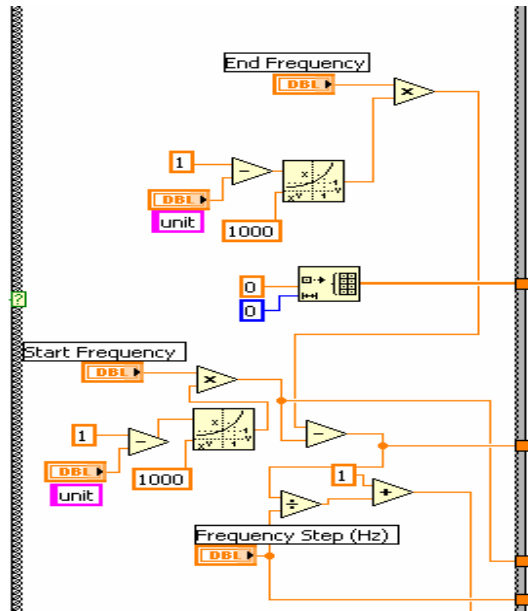 End Frequency
DBL
×
1
−
x
x^y
DBL
unit
1000
0
0
?
Start Frequency
DBL
×
1
−
x
x^y
−
DBL
unit
1000
1
÷
+
Frequency Step (Hz)
DBL